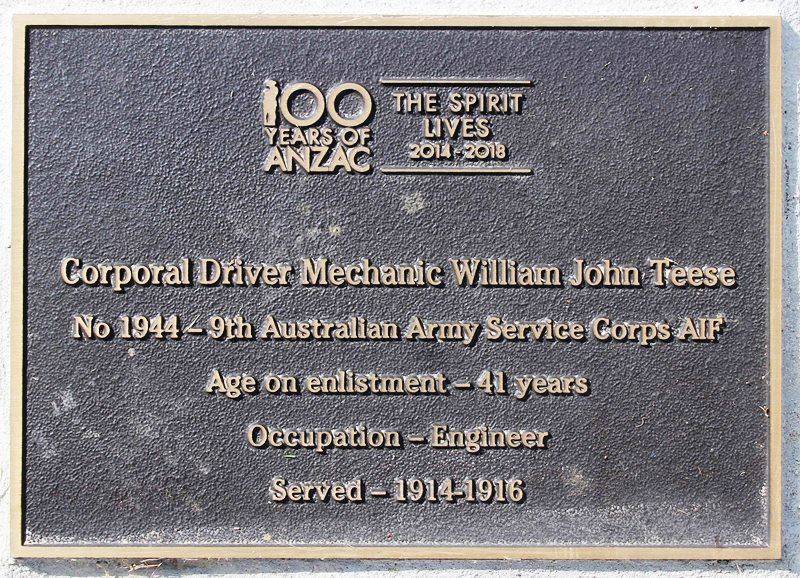 100
YEARS OF
ANZAC
THE SPIRIT
LIVES
2014-2018
Corporal Driver Mechanic William John Teese
No 1944 – 9th Australian Army Service Corps AIF
Age on enlistment – 41 years
Occupation – Engineer
Served – 1914-1916